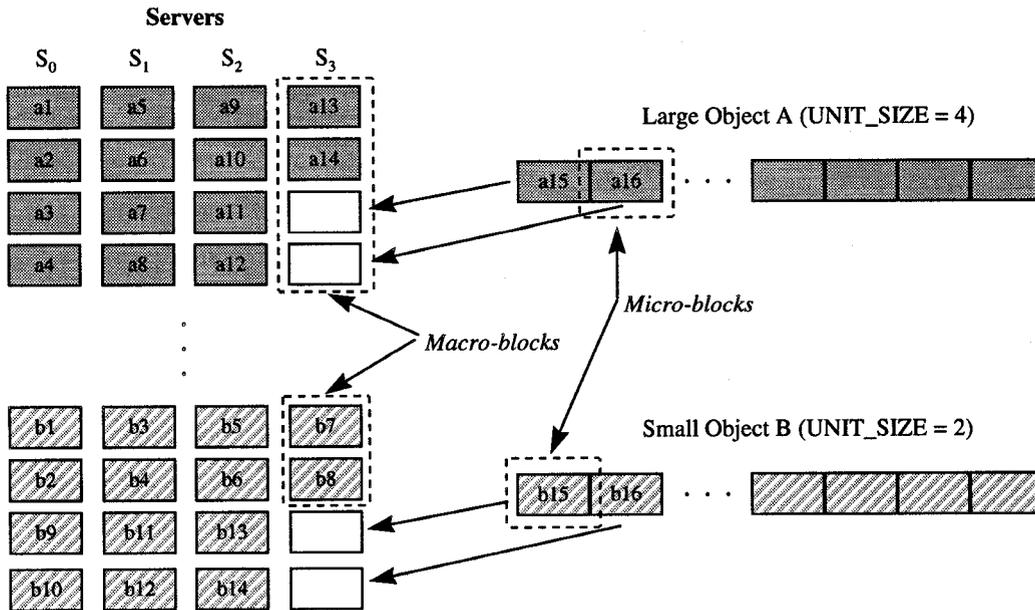 Servers
S0 S1 S2 S3
a1 a5 a9 a13
Large Object A (UNIT_SIZE = 4)
a2 a6 a10 a14
a15 a16 . . .
a3 a7 a11
a4 a8 a12
Micro-blocks
Macro-blocks
b1 b3 b5 b7
Small Object B (UNIT_SIZE = 2)
b2 b4 b6 b8
b15 b16 . . .
b9 b11 b13
b10 b12 b14